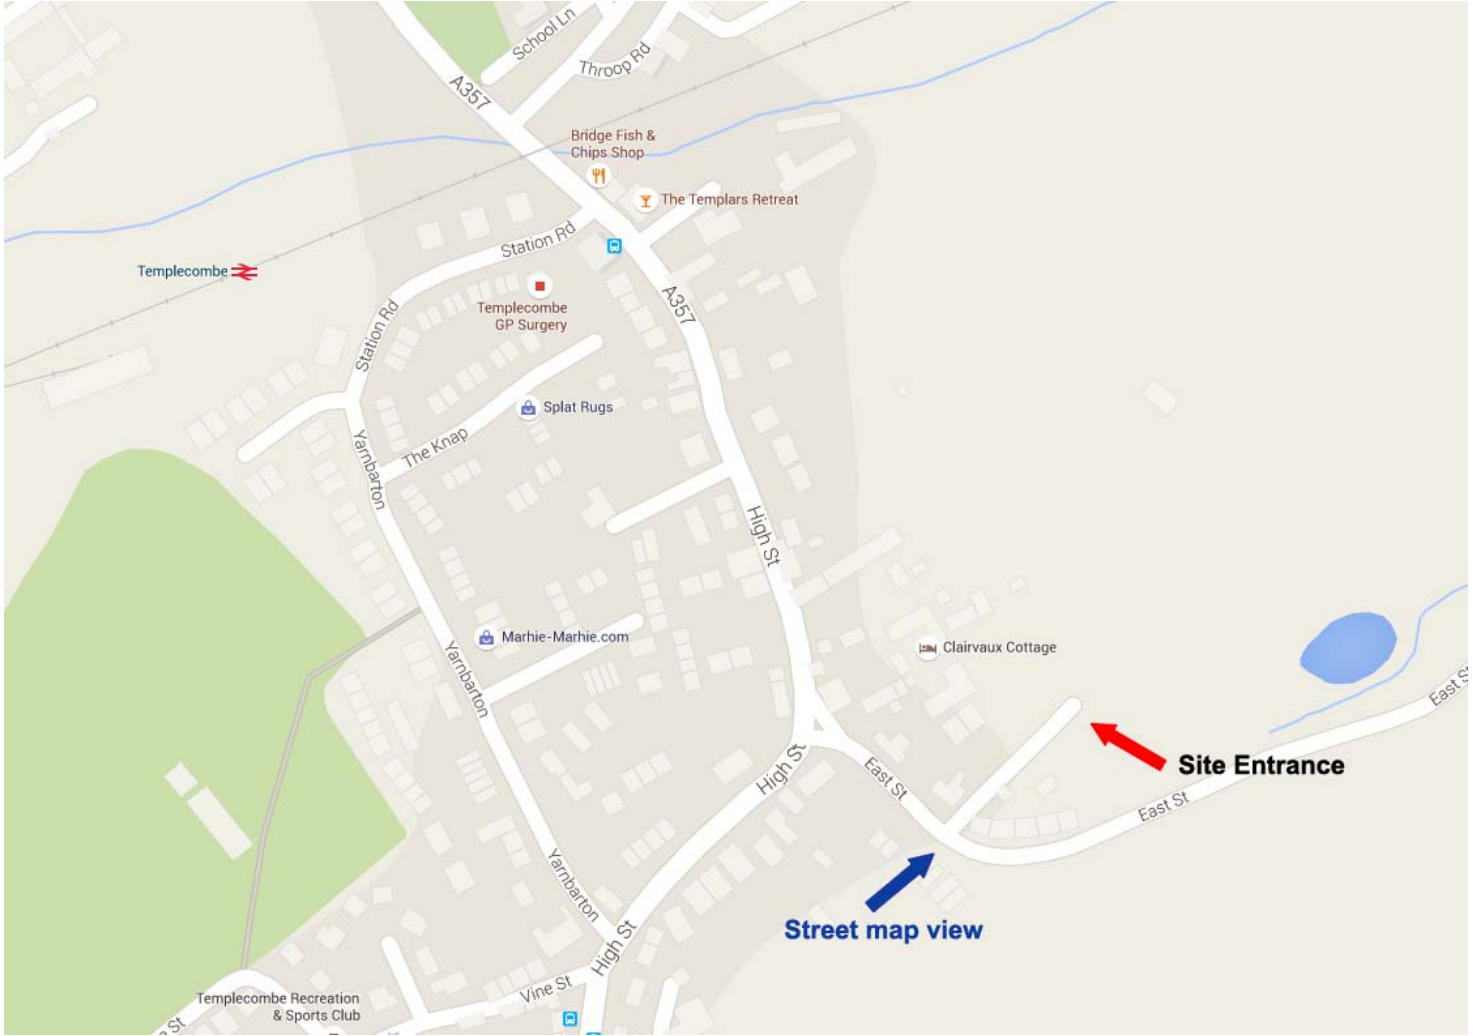 School Ln
Throop Rd
A357
Bridge Fish &
Chips Shop
The Templars Retreat
Station Rd
Templecombe
Templecombe
GP Surgery
A357
Station Rd
Splat Rugs
The Knap
Yarnbarton
High St
Marhie-Marhie.com
Clairvaux Cottage
Yarnbarton
East St
High St
East St
Site Entrance
East St
Yarnbarton
Street map view
High St
Vine St
Templecombe Recreation
& Sports Club
St